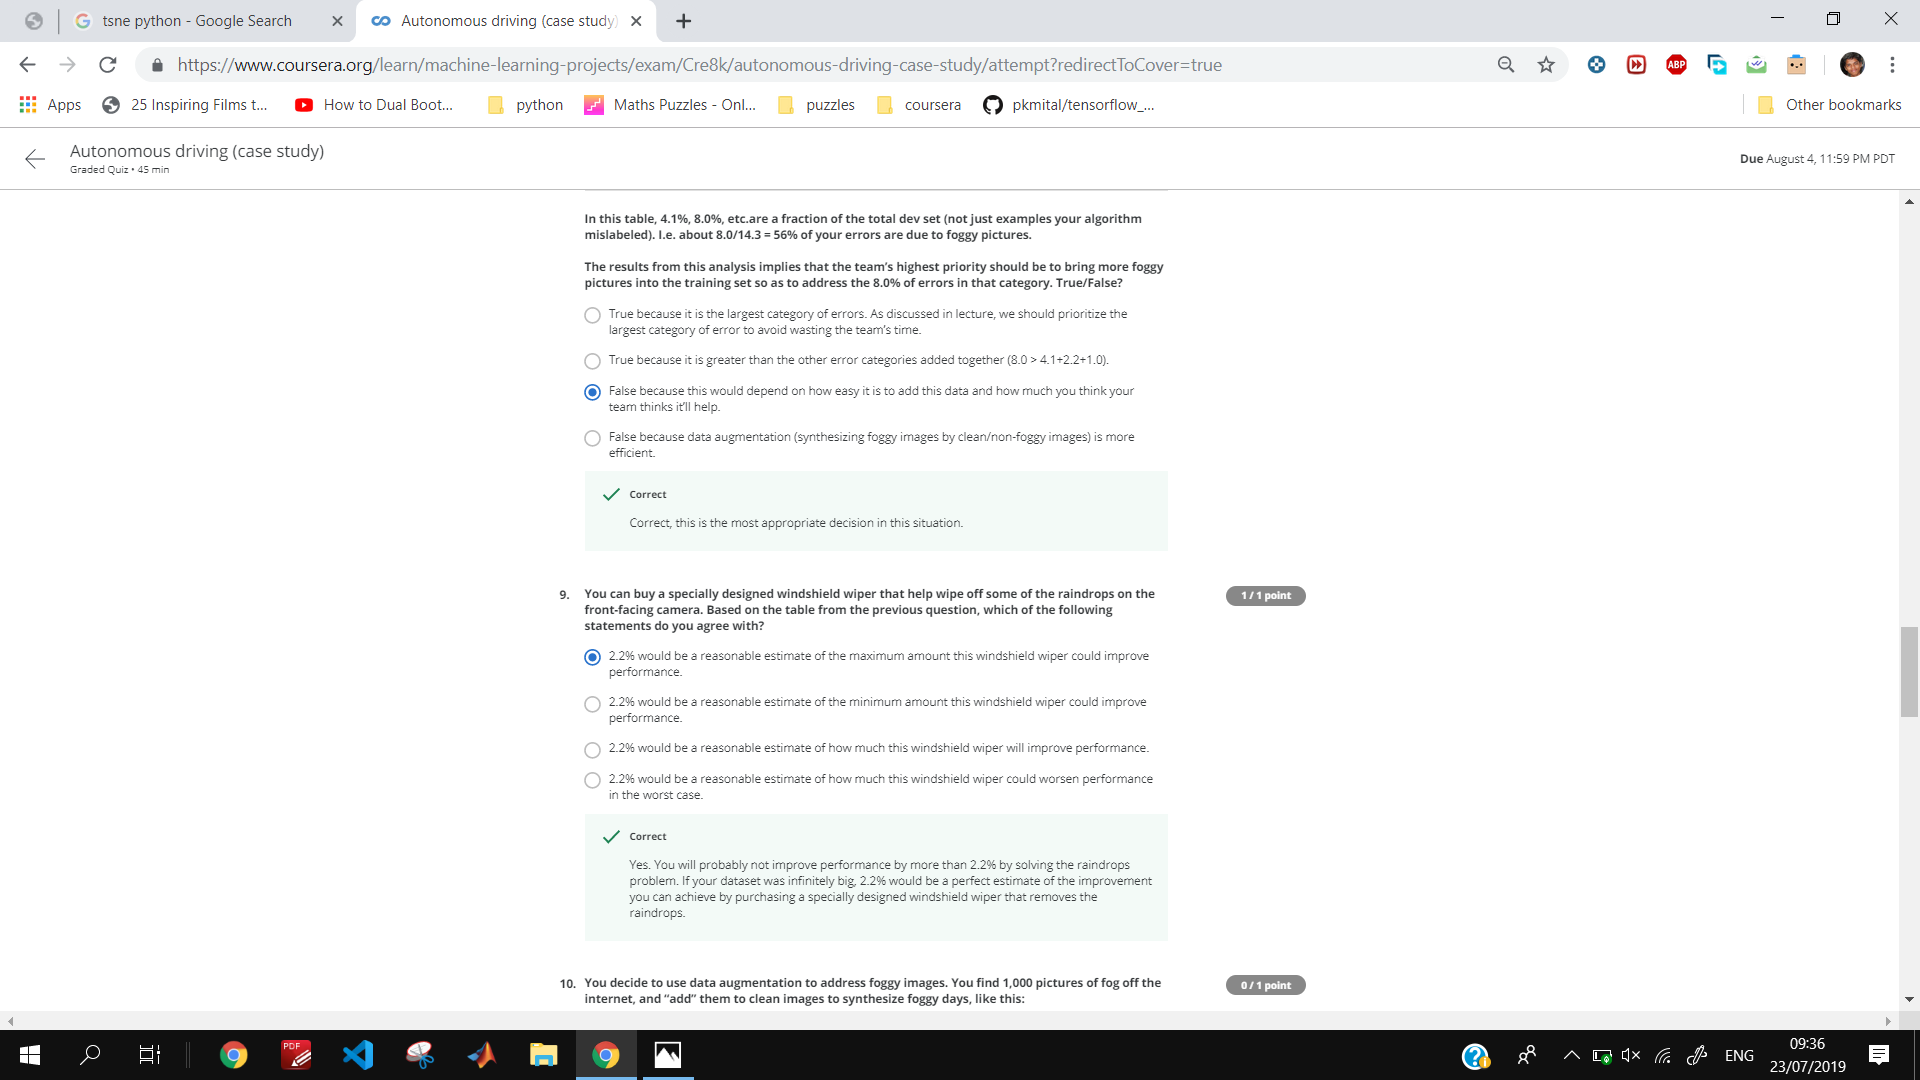 tsne python - Google Search
Autonomous driving (case study)
https://www.coursera.org/learn/machine-learning-projects/exam/Cre8k/autonomous-driving-case-study/attempt?redirectToCover=true
ABP
Apps
25 Inspiring Films t...
How to Dual Boot...
python
Maths Puzzles - Onl...
puzzles
coursera
pkmital/tensorflow_...
Other bookmarks
Autonomous driving (case study)
Graded Quiz • 45 min
Due August 4, 11:59 PM PDT
In this table, 4.1%, 8.0%, etc.are a fraction of the total dev set (not just examples your algorithm
mislabeled). I.e. about 8.0/14.3 = 56% of your errors are due to foggy pictures.
The results from this analysis implies that the team's highest priority should be to bring more foggy
pictures into the training set so as to address the 8.0% of errors in that category. True/False?
True because it is the largest category of errors. As discussed in lecture, we should prioritize the
largest category of error to avoid wasting the team's time.
True because it is greater than the other error categories added together (8.0 > 4.1+2.2+1.0).
False because this would depend on how easy it is to add this data and how much you think your
team thinks it'll help.
False because data augmentation (synthesizing foggy images by clean/non-foggy images) is more
efficient.
Correct
Correct, this is the most appropriate decision in this situation.
9. You can buy a specially designed windshield wiper that help wipe off some of the raindrops on the
front-facing camera. Based on the table from the previous question, which of the following
statements do you agree with?
1 / 1 point
2.2% would be a reasonable estimate of the maximum amount this windshield wiper could improve
performance.
2.2% would be a reasonable estimate of the minimum amount this windshield wiper could improve
performance.
2.2% would be a reasonable estimate of how much this windshield wiper will improve performance.
2.2% would be a reasonable estimate of how much this windshield wiper could worsen performance
in the worst case.
Correct
Yes. You will probably not improve performance by more than 2.2% by solving the raindrops
problem. If your dataset was infinitely big, 2.2% would be a perfect estimate of the improvement
you can achieve by purchasing a specially designed windshield wiper that removes the
raindrops.
10. You decide to use data augmentation to address foggy images. You find 1,000 pictures of fog off the
internet, and "add" them to clean images to synthesize foggy days, like this:
0 / 1 point
PDF
ENG
09:36
23/07/2019